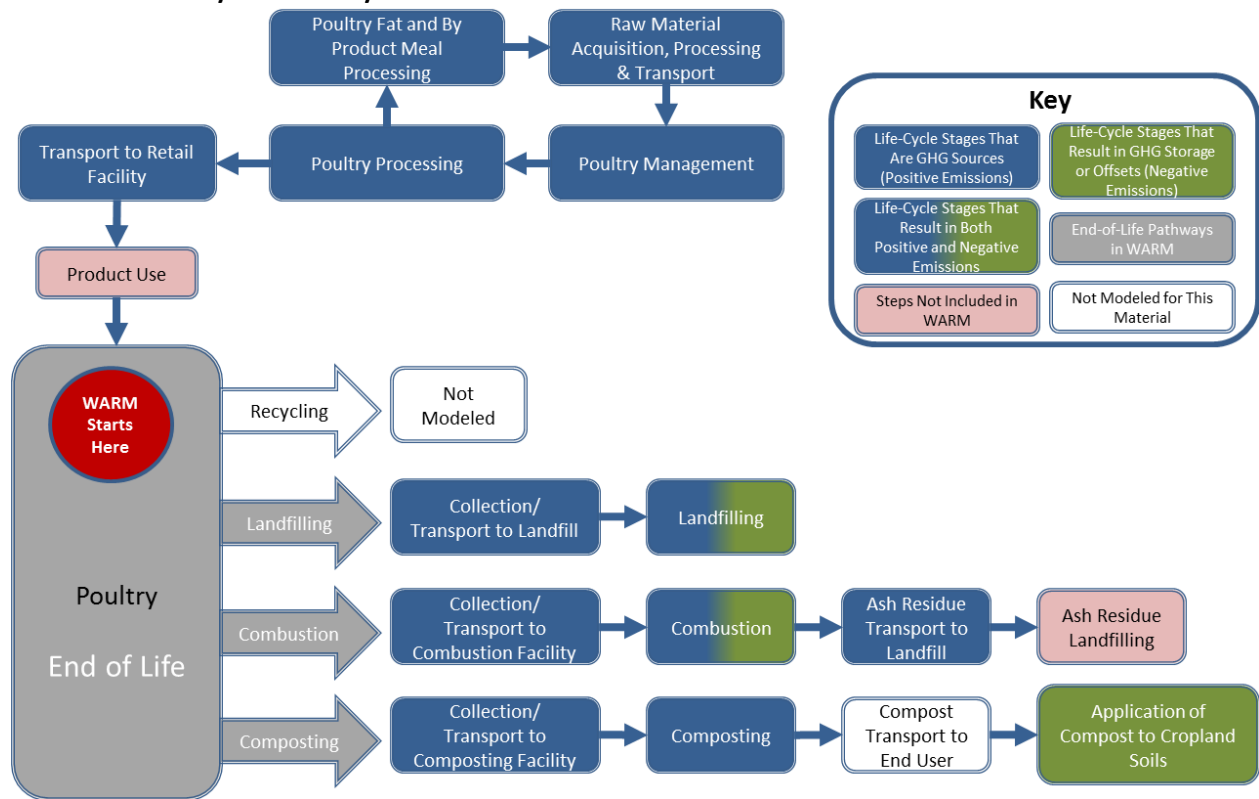 Poultry Fat and By
Product Meal
Processing
Raw Material
Acquisition, Processing
& Transport
Transport to Retail
Facility
Poultry Processing
Poultry Management
Product Use
Key
Life-Cycle Stages That
Are GHG Sources
(Positive Emissions)
Life-Cycle Stages That
Result in GHG Storage
or Offsets (Negative
Emissions)
Life-Cycle Stages That
Result in Both
Positive and Negative
Emissions
End-of-Life Pathways
in WARM
Steps Not Included in
WARM
Not Modeled for This
Material
WARM
Starts
Here
Poultry
End of Life
Recycling
Not
Modeled
Landfilling
Collection/
Transport to Landfill
Landfilling
Combustion
Collection/
Transport to
Combustion Facility
Combustion
Ash Residue
Transport to
Landfill
Ash Residue
Landfilling
Composting
Collection/
Transport to
Composting Facility
Composting
Compost
Transport to
End User
Application of
Compost to Cropland
Soils